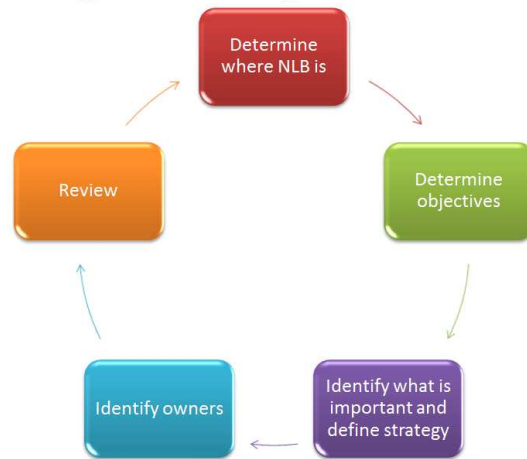 Determine
where NLB is
Determine
objectives
Identify what is
important and
define strategy
Identify owners
Review